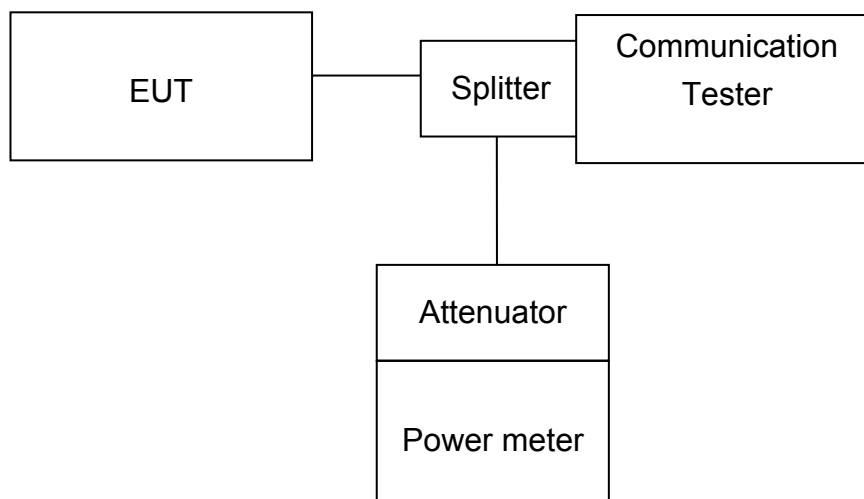 EUT
Splitter
Communication
Tester
Attenuator
Power meter